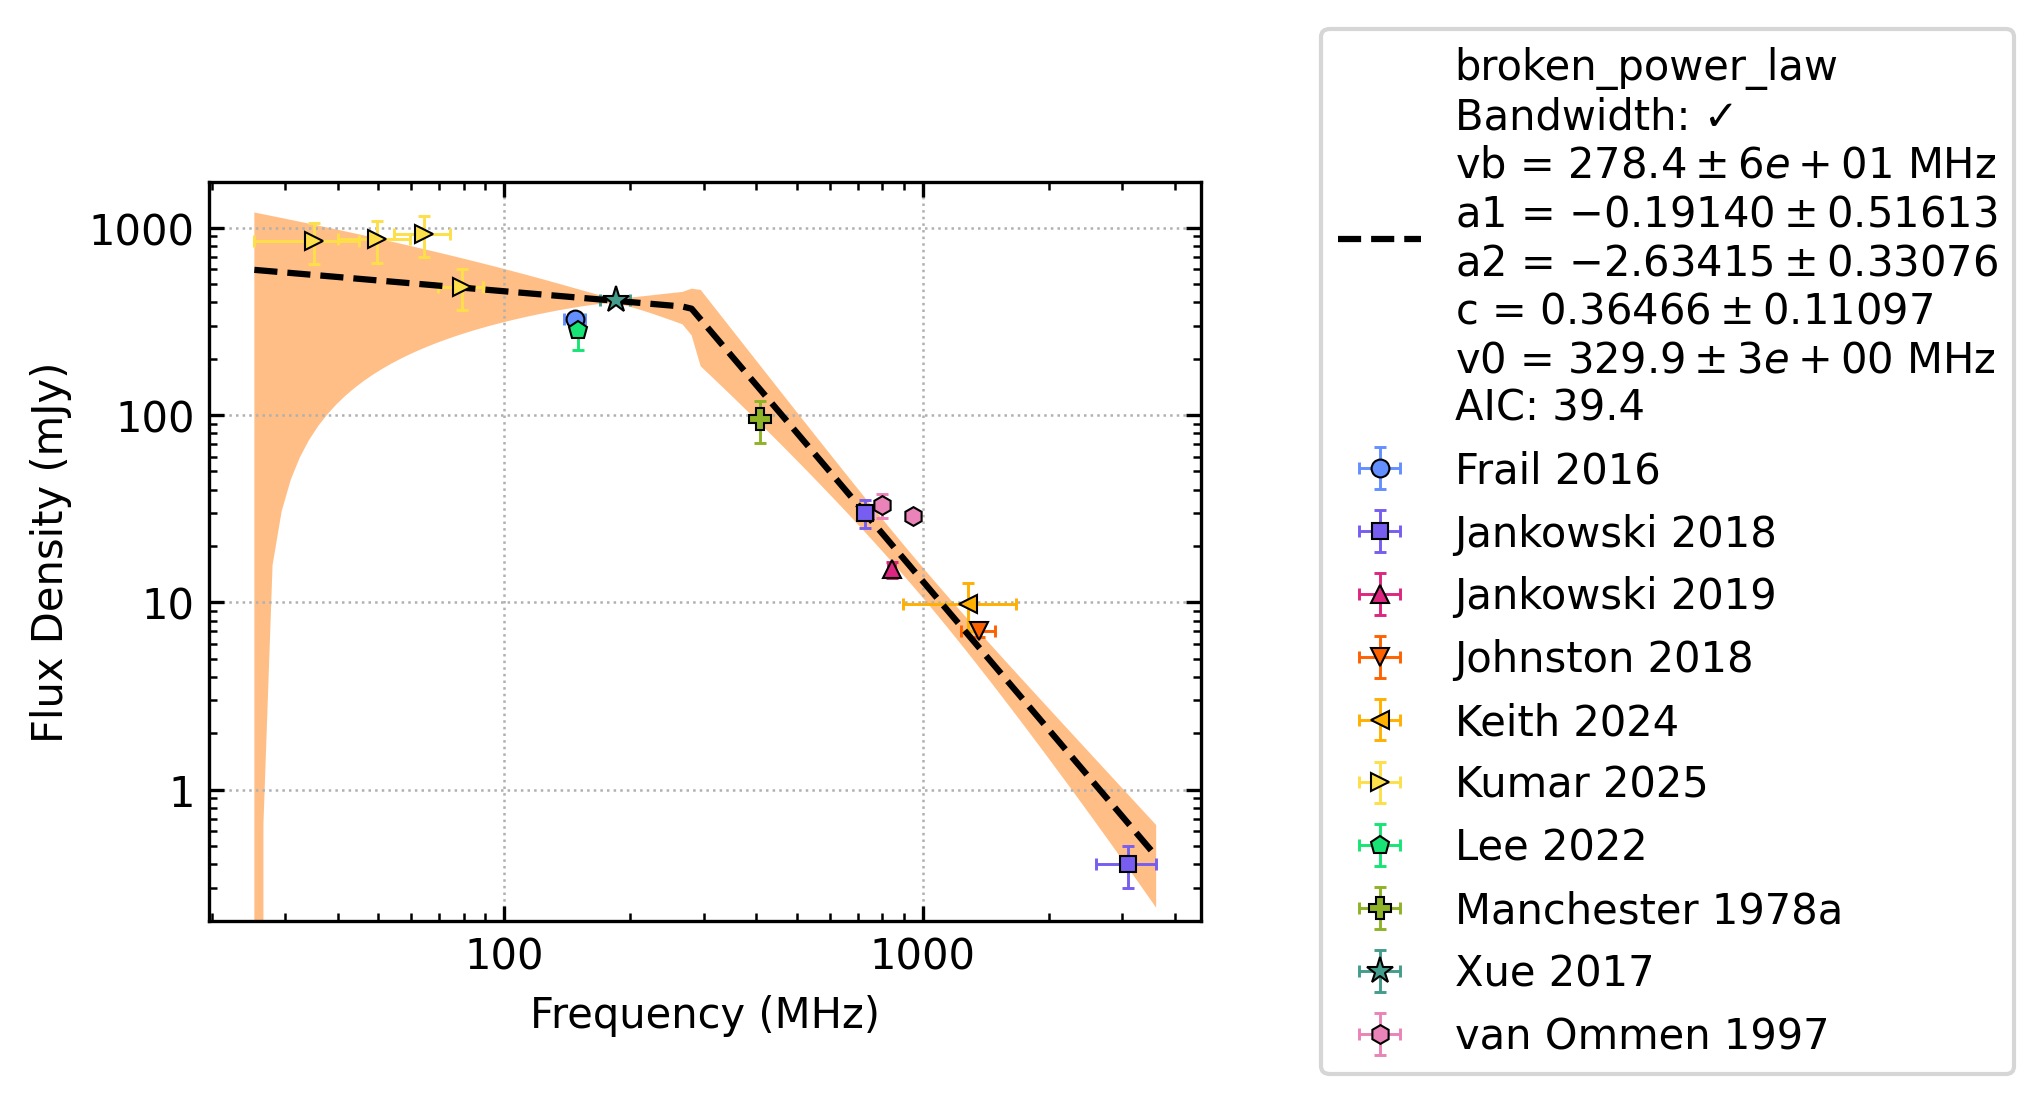 broken_power_law
Bandwidth: ✓
vb = 278.4 ± 6e + 01 MHz
a1 = −0.19140 ± 0.51613
a2 = −2.63415 ± 0.33076
c = 0.36466 ± 0.11097
v0 = 329.9 ± 3e + 00 MHz
AIC: 39.4
Frail 2016
Jankowski 2018
Jankowski 2019
Johnston 2018
Keith 2024
Kumar 2025
Lee 2022
Manchester 1978a
Xue 2017
van Ommen 1997
Flux Density (mJy)
1000
100
10
1
100
1000
Frequency (MHz)